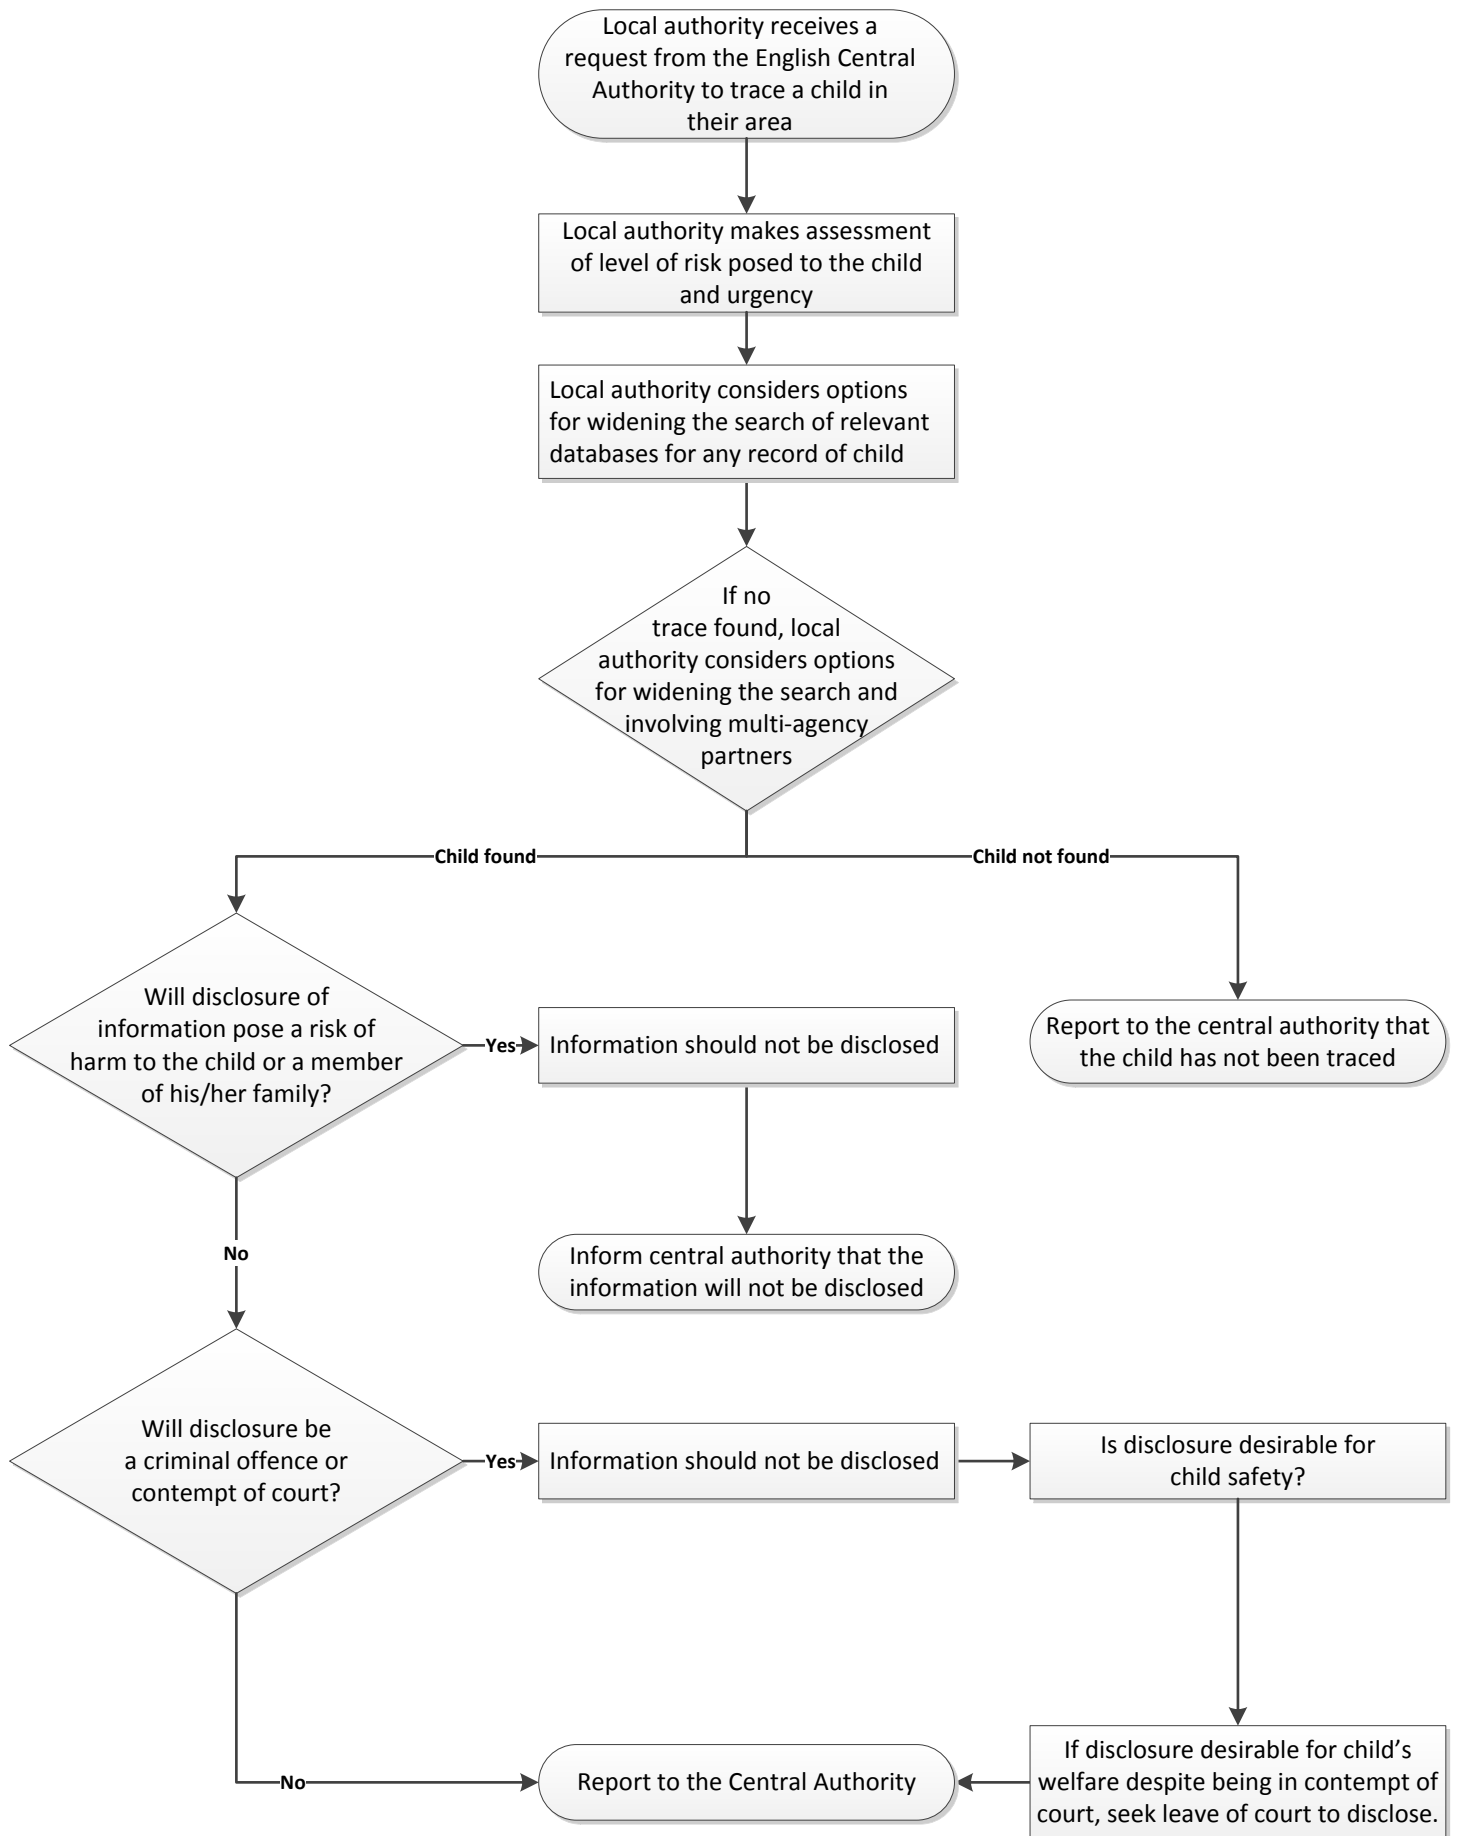 Local authority receives a
request from the English Central
Authority to trace a child in
their area
Local authority makes assessment
of level of risk posed to the child
and urgency
Local authority considers options
for widening the search of relevant
databases for any record of child
If no
trace found, local
authority considers options
for widening the search and
involving multi-agency
partners
Child found
Child not found
Will disclosure of
information pose a risk of
harm to the child or a member
of his/her family?
Yes
Information should not be disclosed
Report to the central authority that
the child has not been traced
No
Inform central authority that the
information will not be disclosed
Will disclosure be
a criminal offence or
contempt of court?
Yes
Information should not be disclosed
Is disclosure desirable for
child safety?
No
Report to the Central Authority
If disclosure desirable for child’s
welfare despite being in contempt of
court, seek leave of court to disclose.